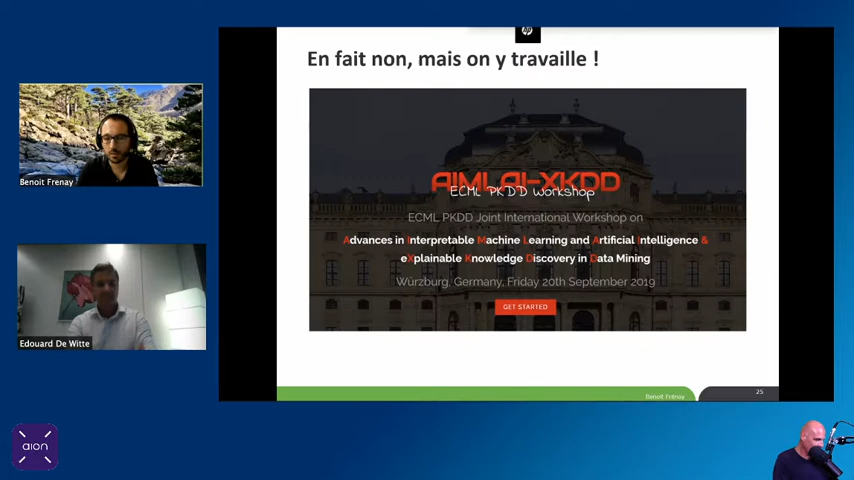 hp
En fait non, mais on y travaille !
AIMLAI-XKDD
ECML PKDD Workshop
ECML PKDD Joint International Workshop on
Advances in Interpretable Machine Learning and Artificial Intelligence &
eXplainable Knowledge Discovery in Data Mining
Würzburg, Germany, Friday 20th September 2019
GET STARTED
Benoit Frenay
25
Benoit Frenay
Edouard De Witte
aion